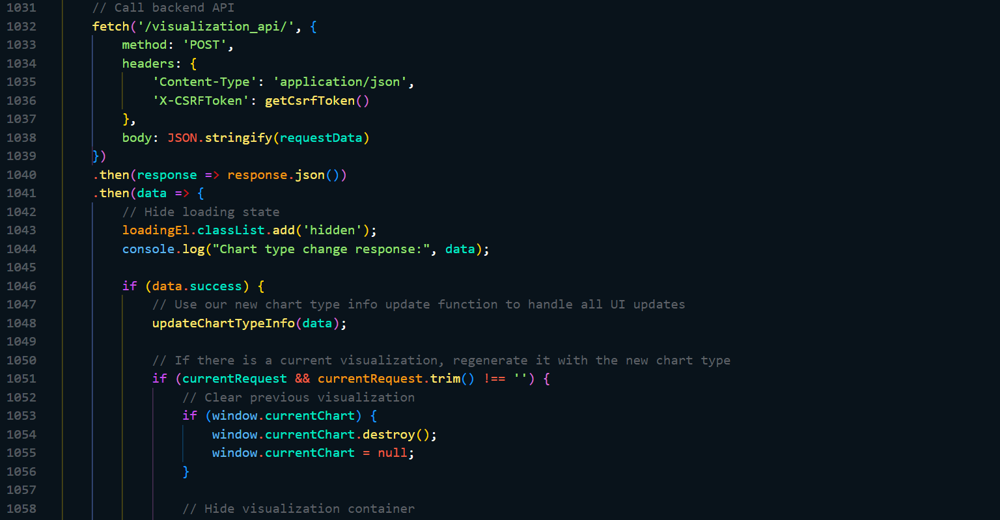 1031 // Call backend API
1032 fetch('/visualization_api/', {
1033 method: 'POST',
1034 headers: {
1035 'Content-Type': 'application/json',
1036 'X-CSRFToken': getCsrfToken()
1037 },
1038 body: JSON.stringify(requestData)
1039 })
1040 .then(response => response.json())
1041 .then(data => {
1042 // Hide loading state
1043 loadingEl.classList.add('hidden');
1044 console.log("Chart type change response:", data);
1045
1046 if (data.success) {
1047 // Use our new chart type info update function to handle all UI updates
1048 updateChartTypeInfo(data);
1049
1050 // If there is a current visualization, regenerate it with the new chart type
1051 if (currentRequest && currentRequest.trim() !== '') {
1052 // Clear previous visualization
1053 if (window.currentChart) {
1054 window.currentChart.destroy();
1055 window.currentChart = null;
1056 }
1057
1058 // Hide visualization container